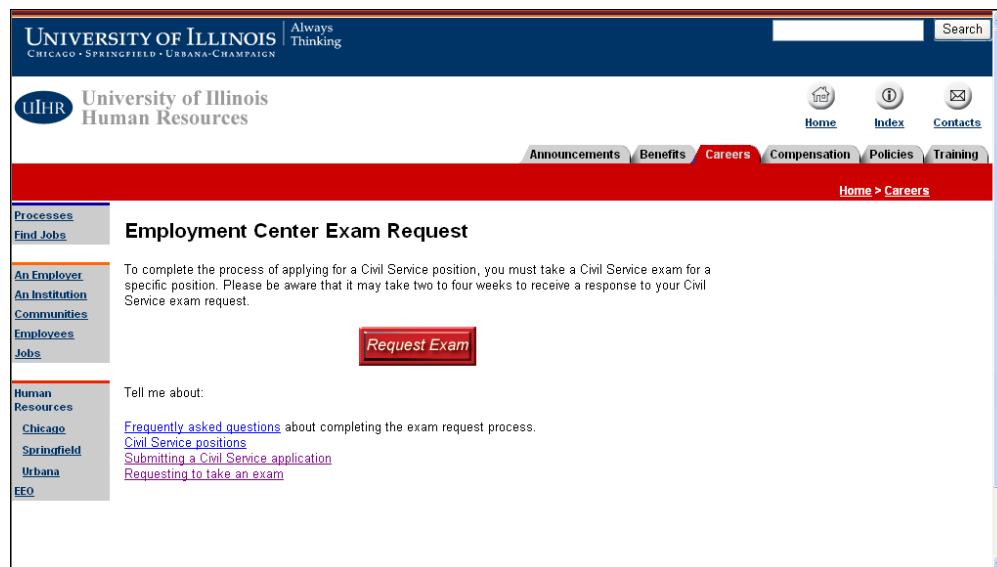 UNIVERSITY OF ILLINOIS
CHICAGO • SPRINGFIELD • URBANA-CHAMPAIGN
Always
Thinking
Search
UIHR
University of Illinois
Human Resources
Home
Index
Contacts
Announcements
Benefits
Careers
Compensation
Policies
Training
Home > Careers
Processes
Find Jobs
An Employer
An Institution
Communities
Employees
Jobs
Human
Resources
Chicago
Springfield
Urbana
EEO
Employment Center Exam Request
To complete the process of applying for a Civil Service position, you must take a Civil Service exam for a
specific position. Please be aware that it may take two to four weeks to receive a response to your Civil
Service exam request.
Request Exam
Tell me about:
Frequently asked questions about completing the exam request process.
Civil Service positions
Submitting a Civil Service application
Requesting to take an exam